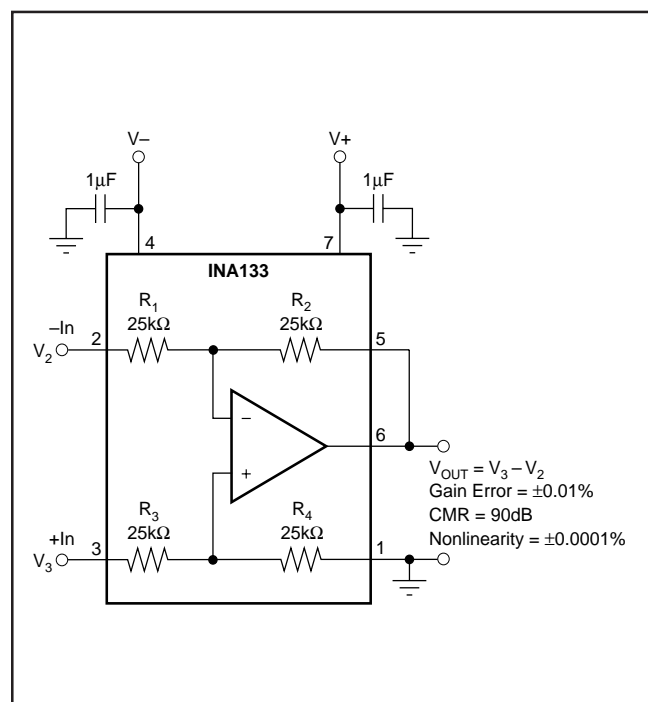 V–
V+
1μF
1μF
4
7
INA133
R1
R2
25kΩ
25kΩ
–In
2
5
V2
–
6
+
VOUT = V3 – V2
Gain Error = ±0.01%
CMR = 90dB
Nonlinearity = ±0.0001%
R3
R4
25kΩ
25kΩ
+In
3
1
V3